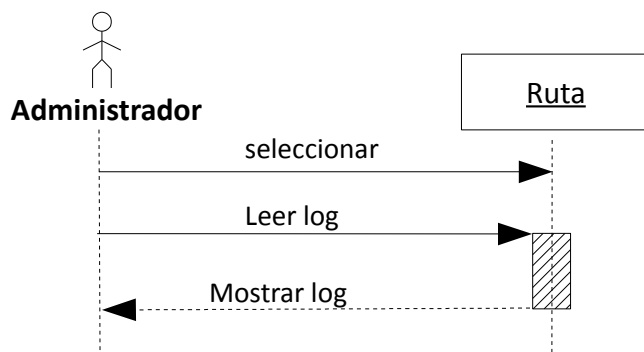 Administrador
Ruta
seleccionar
Leer log
Mostrar log